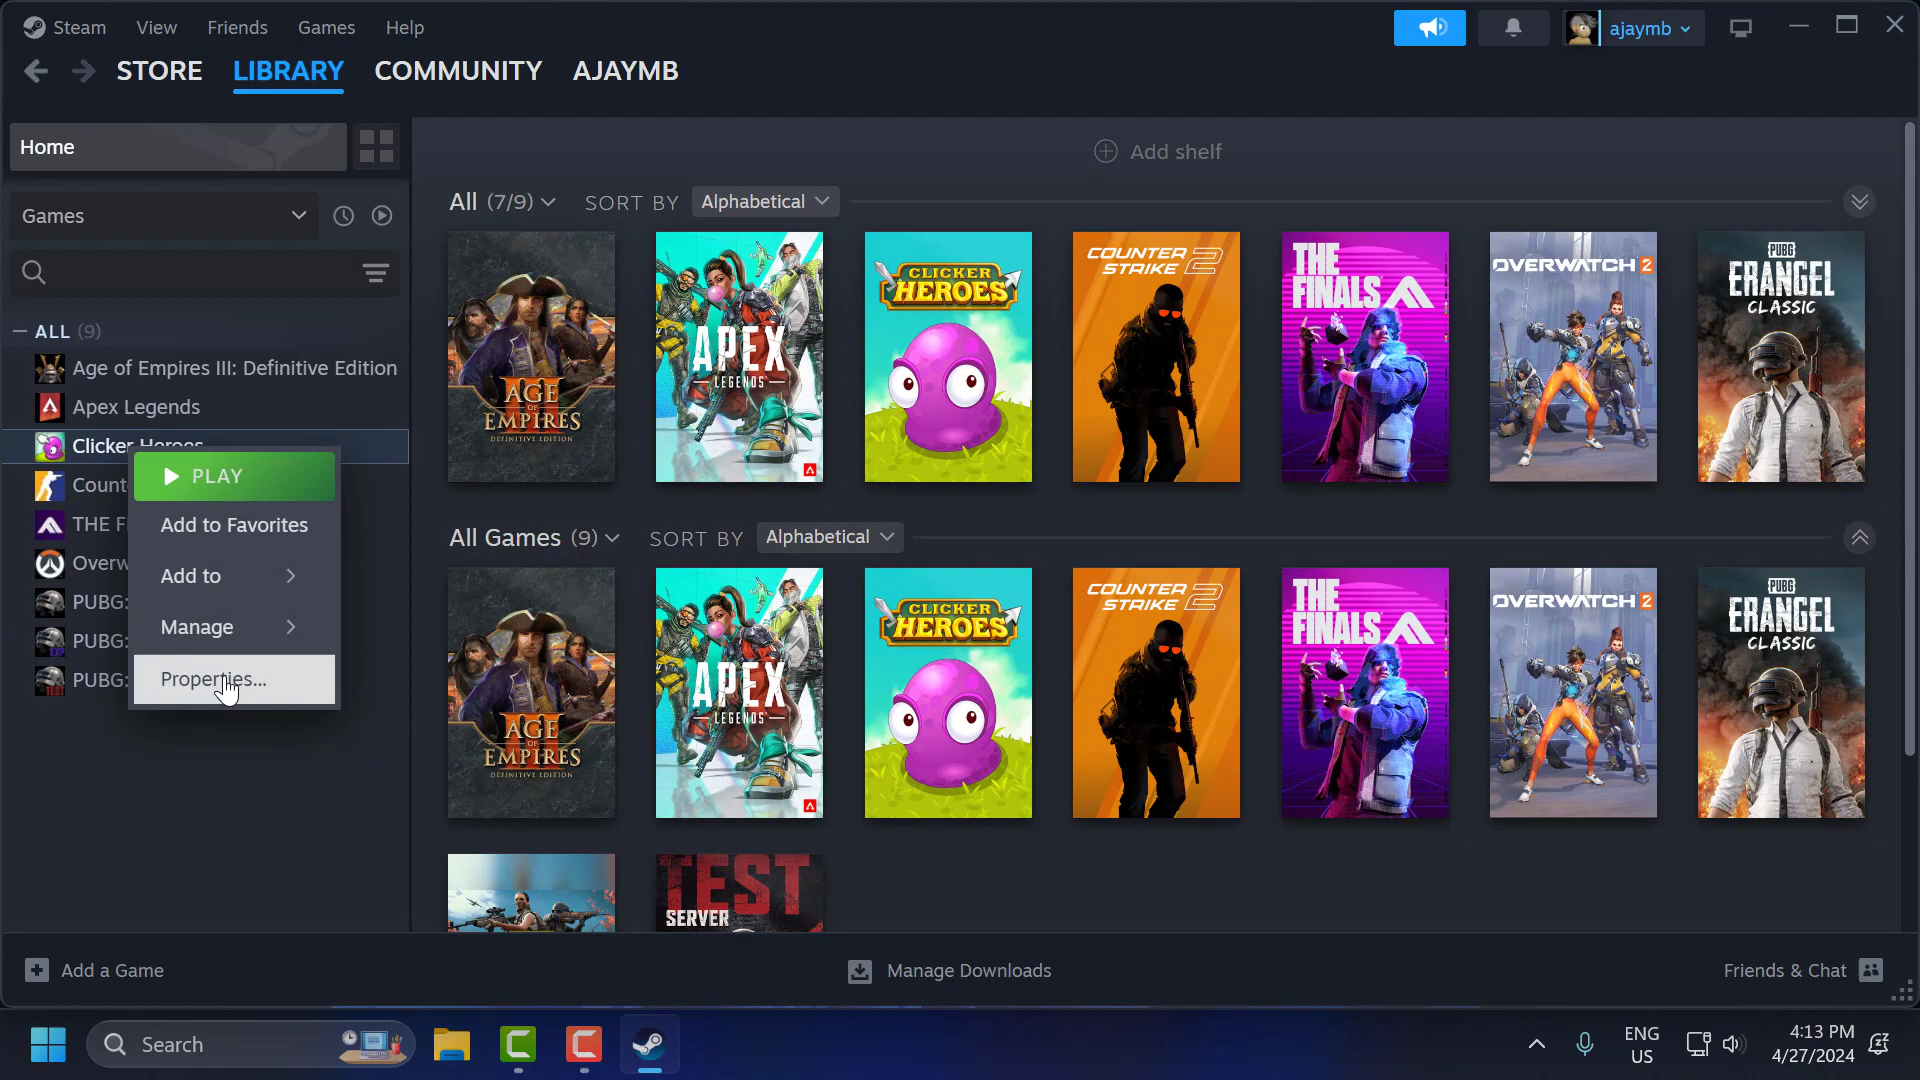 Steam View Friends Games Help
ajaymb
STORE LIBRARY COMMUNITY AJAYMB
Home
Games
ALL (9)
Age of Empires III: Definitive Edition
Apex Legends
Clicker Heroes
Count
THE F
Overw
PUBG:
PUBG:
PUBG:
PLAY
Add to Favorites
Add to
Manage
Properties...
Add shelf
All (7/9) SORT BY Alphabetical
AGE OF EMPIRES III DEFINITIVE EDITION
APEX LEGENDS
CLICKER HEROES
COUNTER STRIKE 2
THE FINALS
OVERWATCH 2
PUBG ERANGEL CLASSIC
All Games (9) SORT BY Alphabetical
AGE OF EMPIRES III DEFINITIVE EDITION
APEX LEGENDS
CLICKER HEROES
COUNTER STRIKE 2
THE FINALS
OVERWATCH 2
PUBG ERANGEL CLASSIC
TEST SERVER
Add a Game
Manage Downloads
Friends & Chat
Search
ENG
US
4:13 PM
4/27/2024